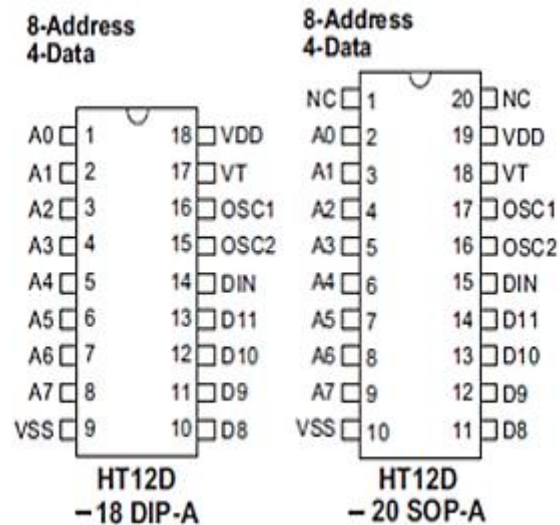 8-Address
4-Data
A0 1 18 VDD
A1 2 17 VT
A2 3 16 OSC1
A3 4 15 OSC2
A4 5 14 DIN
A5 6 13 D11
A6 7 12 D10
A7 8 11 D9
VSS 9 10 D8
HT12D
– 18 DIP-A
8-Address
4-Data
NC 1 20 NC
A0 2 19 VDD
A1 3 18 VT
A2 4 17 OSC1
A3 5 16 OSC2
A4 6 15 DIN
A5 7 14 D11
A6 8 13 D10
A7 9 12 D9
VSS 10 11 D8
HT12D
– 20 SOP-A